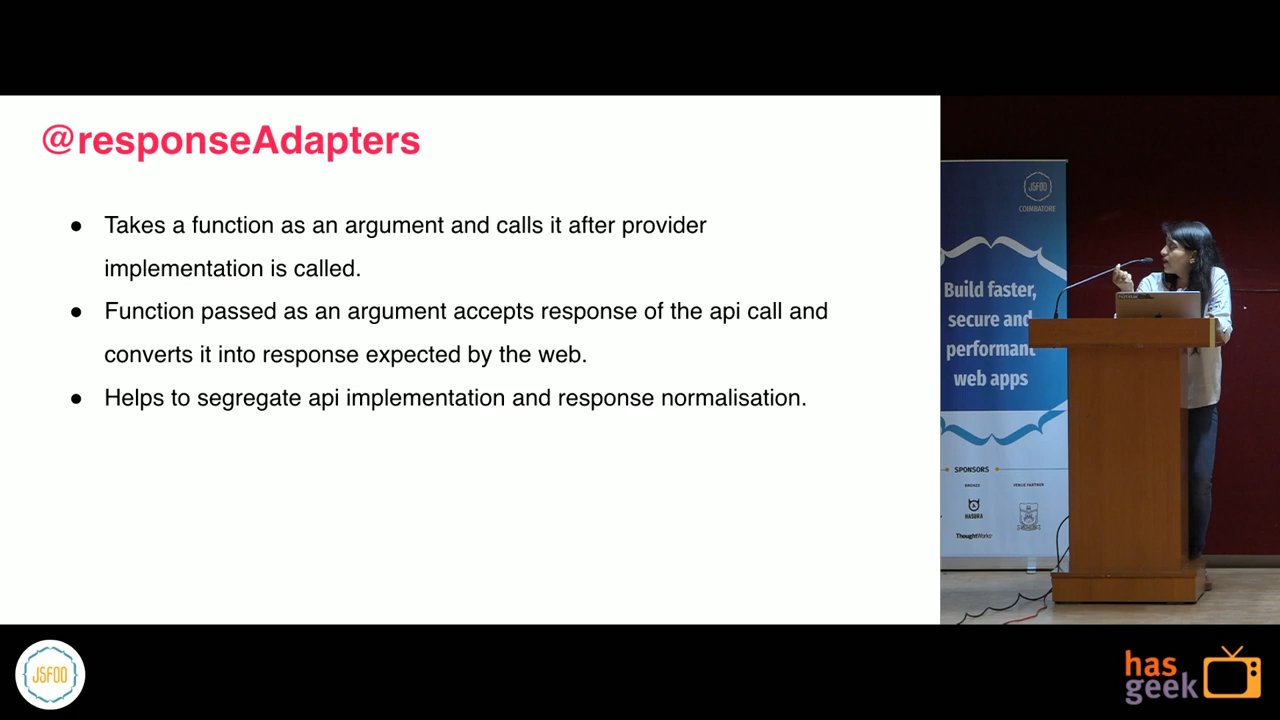 @responseAdapters
● Takes a function as an argument and calls it after provider
implementation is called.
● Function passed as an argument accepts response of the api call and
converts it into response expected by the web.
● Helps to segregate api implementation and response normalisation.
JSFOO
COIMBATORE
Build faster,
secure and
performant
web apps
SPONSORS
BRONZE
VENUE PARTNER
HASURA
ThoughtWorks
JSFOO
has
geek